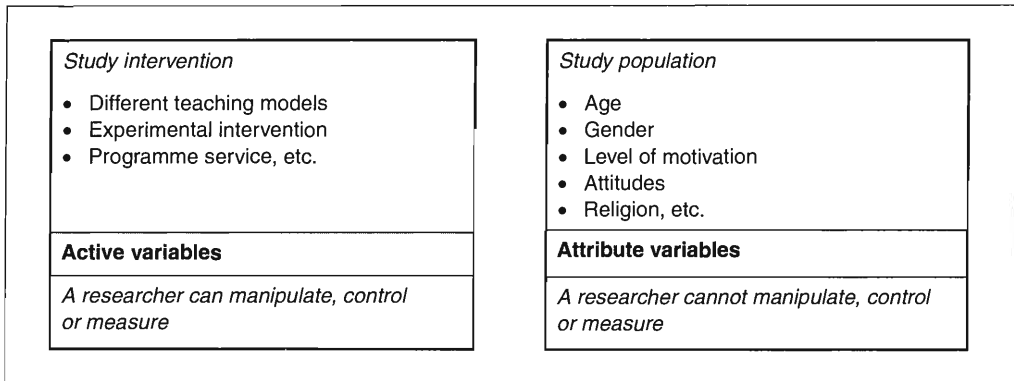 Study intervention
• Different teaching models
• Experimental intervention
• Programme service, etc.
Active variables
A researcher can manipulate, control
or measure
Study population
• Age
• Gender
• Level of motivation
• Attitudes
• Religion, etc.
Attribute variables
A researcher cannot manipulate, control
or measure